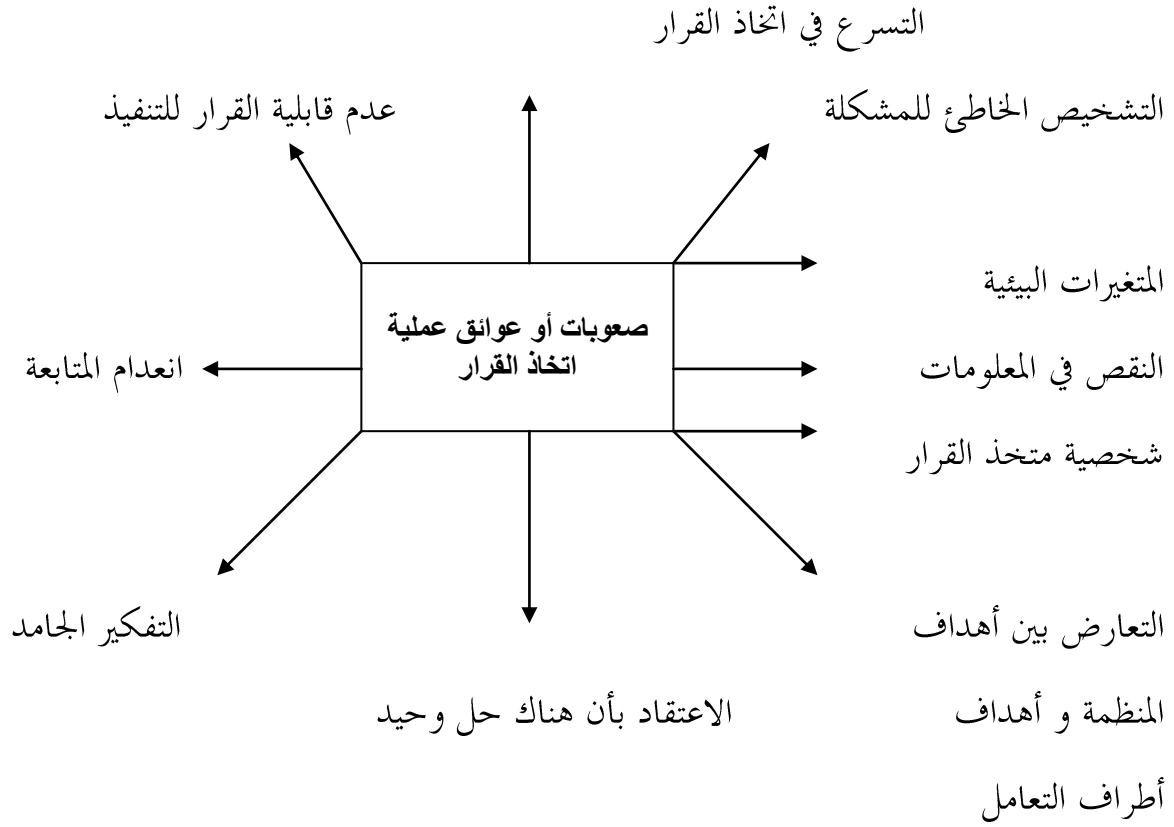 التسرع في اتخاذ القرار
التشخيص الخاطئ للمشكلة
عدم قابلية القرار للتنفيذ
المتغيرات البيئية
صعوبات أو عوائق عملية
اتخاذ القرار
النقص في المعلومات
انعدام المتابعة
شخصية متخذ القرار
التعارض بين أهداف
المنظمة و أهداف
أطراف التعامل
التفكير الجامد
الاعتقاد بأن هناك حل وحيد